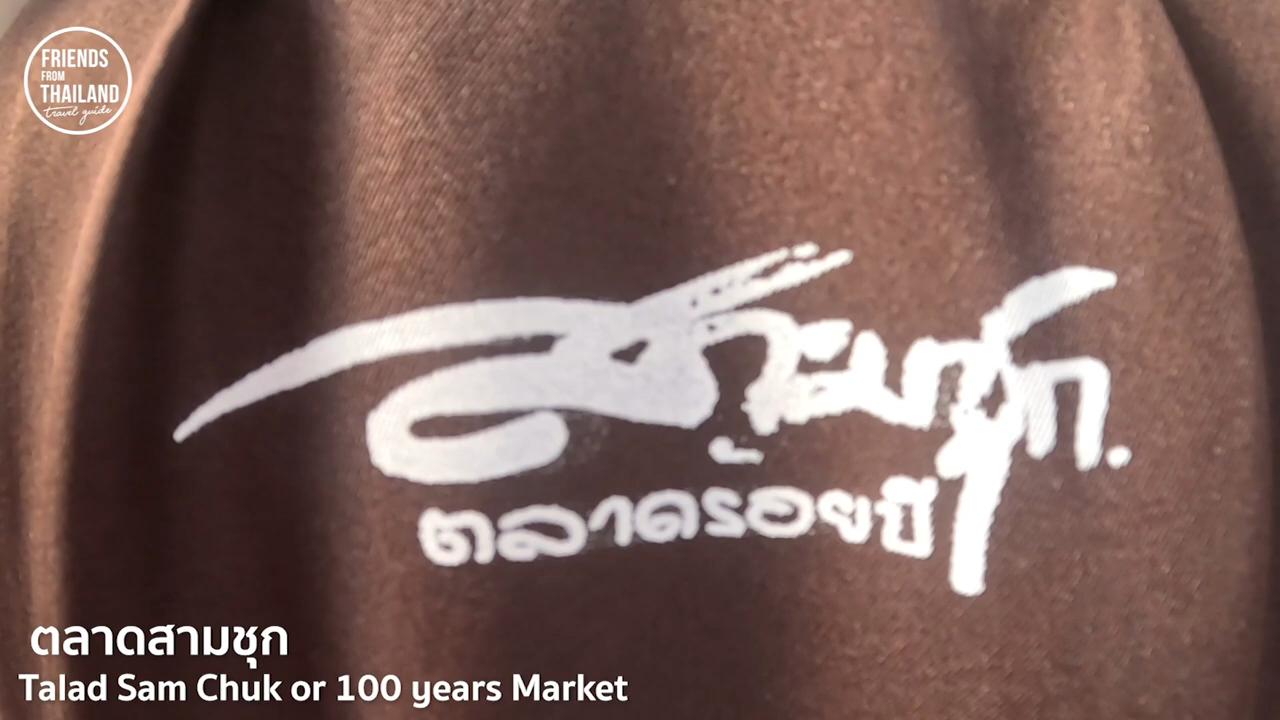 FRIENDS
FROM
THAILAND
travel guide
สามชุก.
ตลาดร้อยปี
ตลาดสามชุก
Talad Sam Chuk or 100 years Market